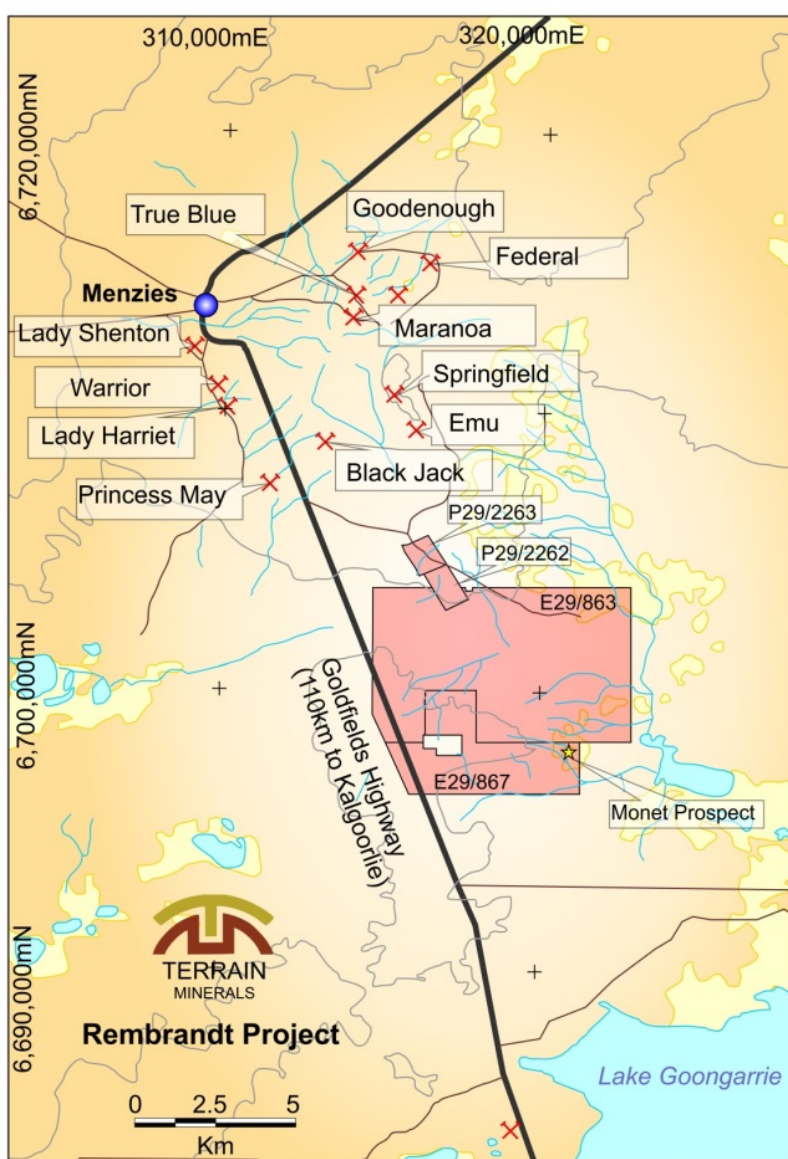 310,000mE
320,000mE
6,720,000mN
True Blue
Goodenough
Federal
Menzies
Maranoa
Lady Shenton
Warrior
Springfield
Lady Harriet
Emu
Black Jack
Princess May
P29/2263
P29/2262
E29/863
6,700,000mN
Goldfields Highway
(110km to Kalgoorlie)
E29/867
Monet Prospect
TERRAIN
MINERALS
6,690,000mN
Rembrandt Project
Lake Goongarrie
0 2.5 5
Km